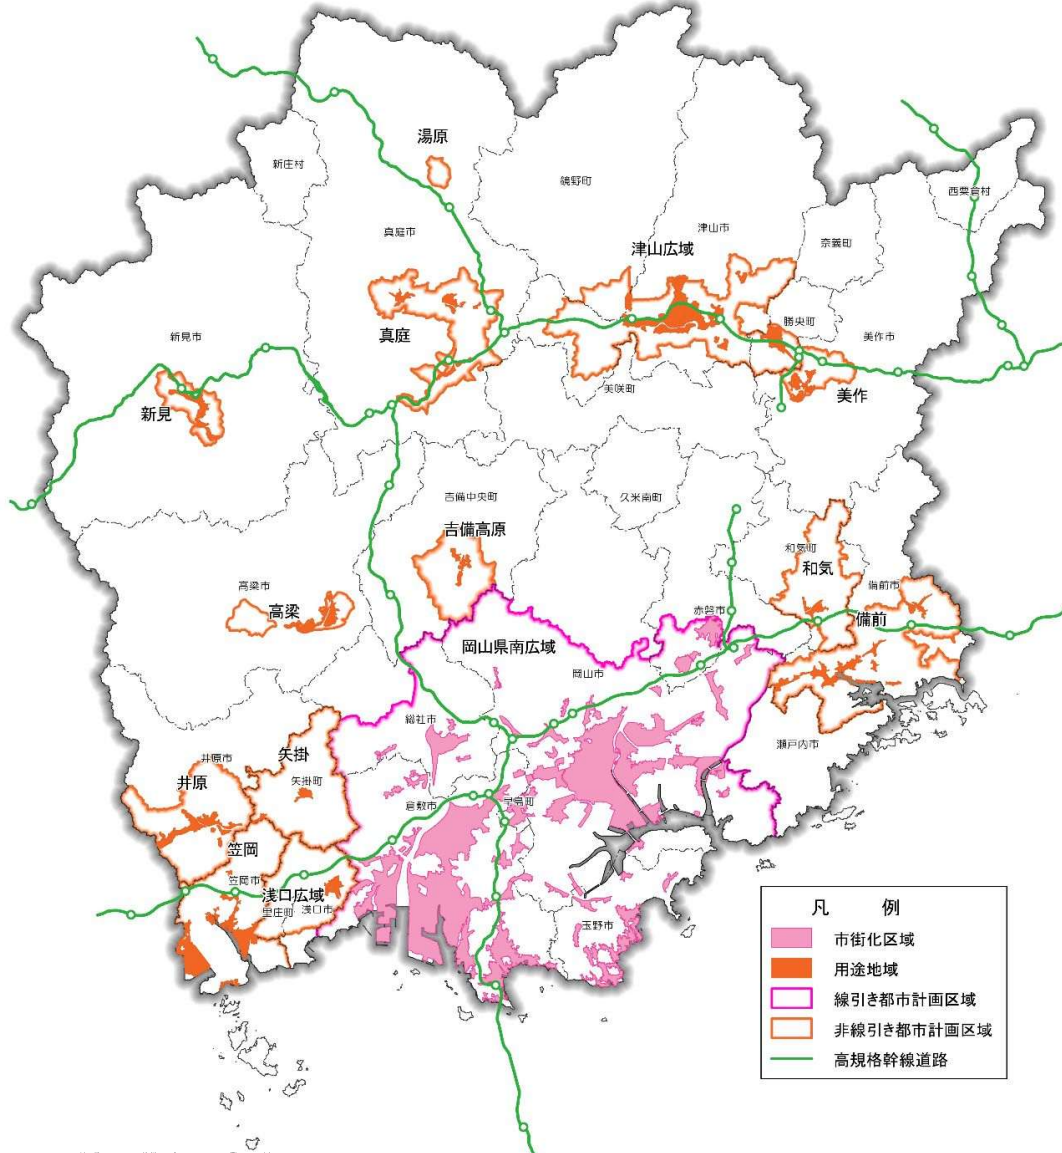 湯原
新庄村
鏡野町
西粟倉村
真庭市
津山市
奈義町
津山広域
新見市
真庭
勝央町
美作市
美咲町
美作
新見
吉備中央町
久米南町
吉備高原
和気町
和気
高梁市
備前市
高梁
赤磐市
備前
岡山県南広域
岡山市
総社市
瀬戸内市
矢掛
井原市
井原
矢掛町
倉敷市
早島町
笠岡
笠岡市
浅口広域
里庄町
浅口市
玉野市
凡 例
市街化区域
用途地域
線引き都市計画区域
非線引き都市計画区域
高規格幹線道路